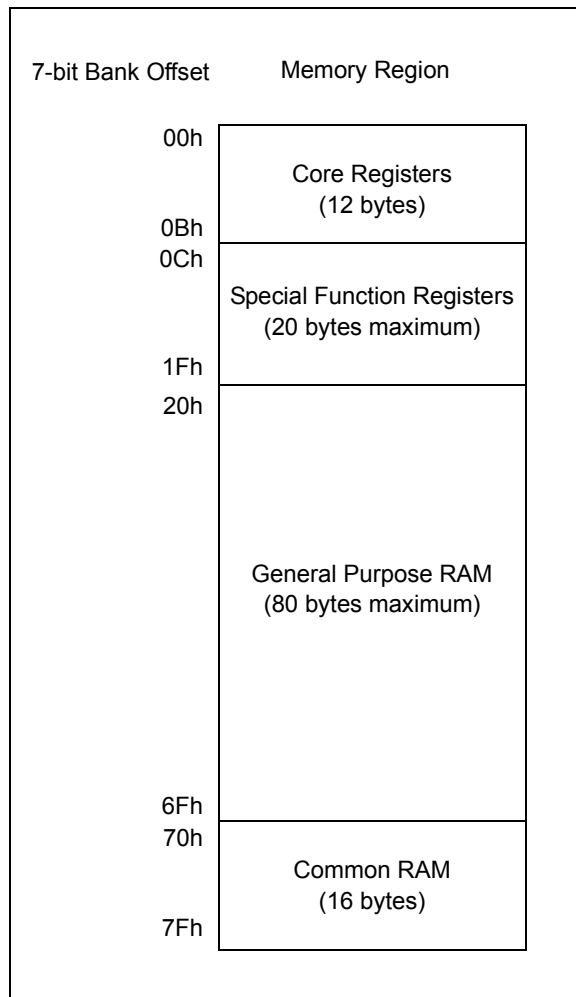 7-bit Bank Offset Memory Region
00h
Core Registers
(12 bytes)
0Bh
0Ch
Special Function Registers
(20 bytes maximum)
1Fh
20h
General Purpose RAM
(80 bytes maximum)
6Fh
70h
Common RAM
(16 bytes)
7Fh